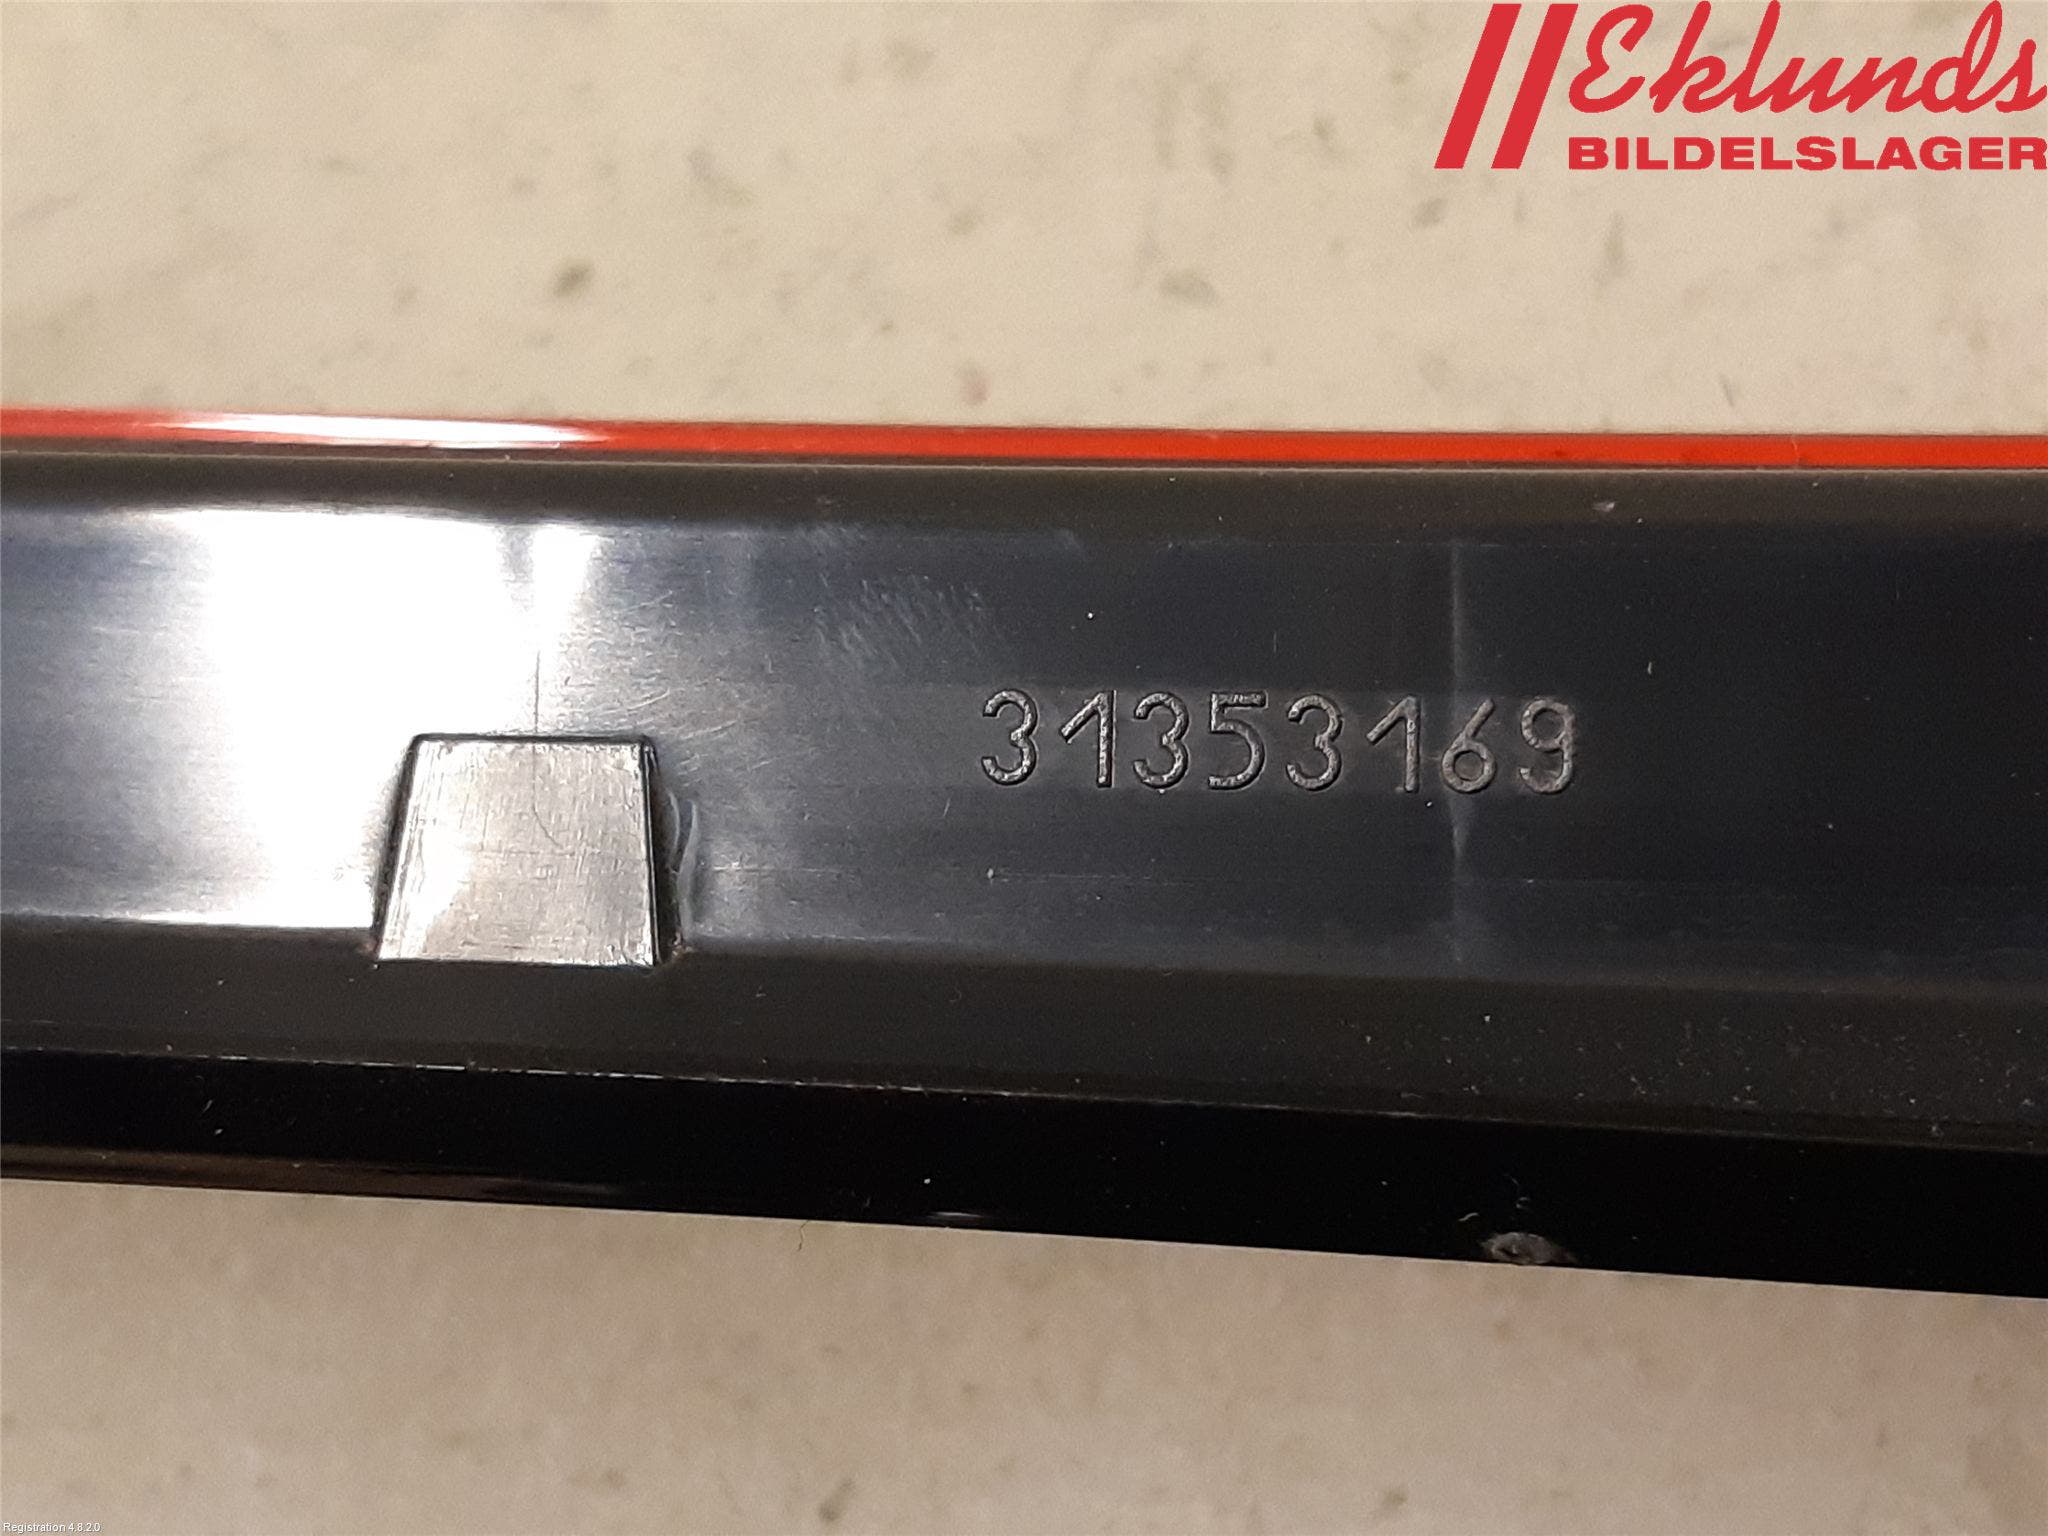 Eklunds
BILDELSLAGER
31353169
Registration 4.8.2.0